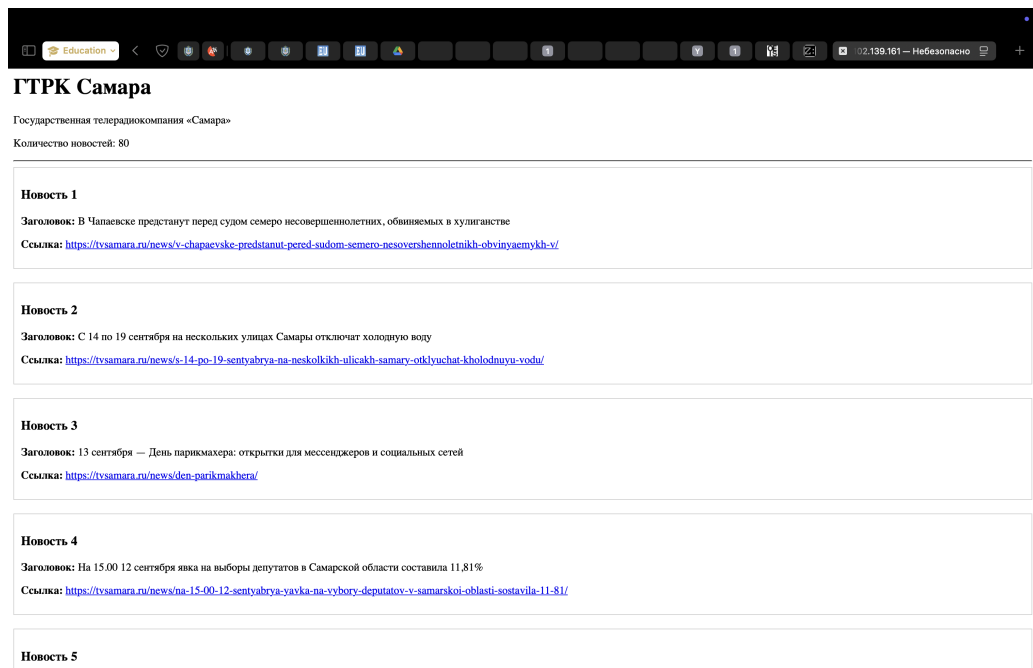 Education
EU
EU
1
Y
1
Z:
02.139.161 — Небезопасно
ГТРК Самара
Государственная телерадиокомпания «Самара»
Количество новостей: 80
Новость 1
Заголовок: В Чапаевске предстанут перед судом семеро несовершеннолетних, обвиняемых в хулиганстве
Ссылка: https://tvsamara.ru/news/v-chapaevske-predstanut-pered-sudom-semero-nesovershennoletnikh-obvinyaemykh-v/
Новость 2
Заголовок: С 14 по 19 сентября на нескольких улицах Самары отключат холодную воду
Ссылка: https://tvsamara.ru/news/s-14-po-19-sentyabrya-na-neskolkikh-ulicakh-samary-otklyuchat-kholodnuyu-vodu/
Новость 3
Заголовок: 13 сентября — День парикмахера: открытки для мессенджеров и социальных сетей
Ссылка: https://tvsamara.ru/news/den-parikmakhera/
Новость 4
Заголовок: На 15.00 12 сентября явка на выборы депутатов в Самарской области составила 11,81%
Ссылка: https://tvsamara.ru/news/na-15-00-12-sentyabrya-yavka-na-vybory-deputatov-v-samarskoi-oblasti-sostavila-11-81/
Новость 5